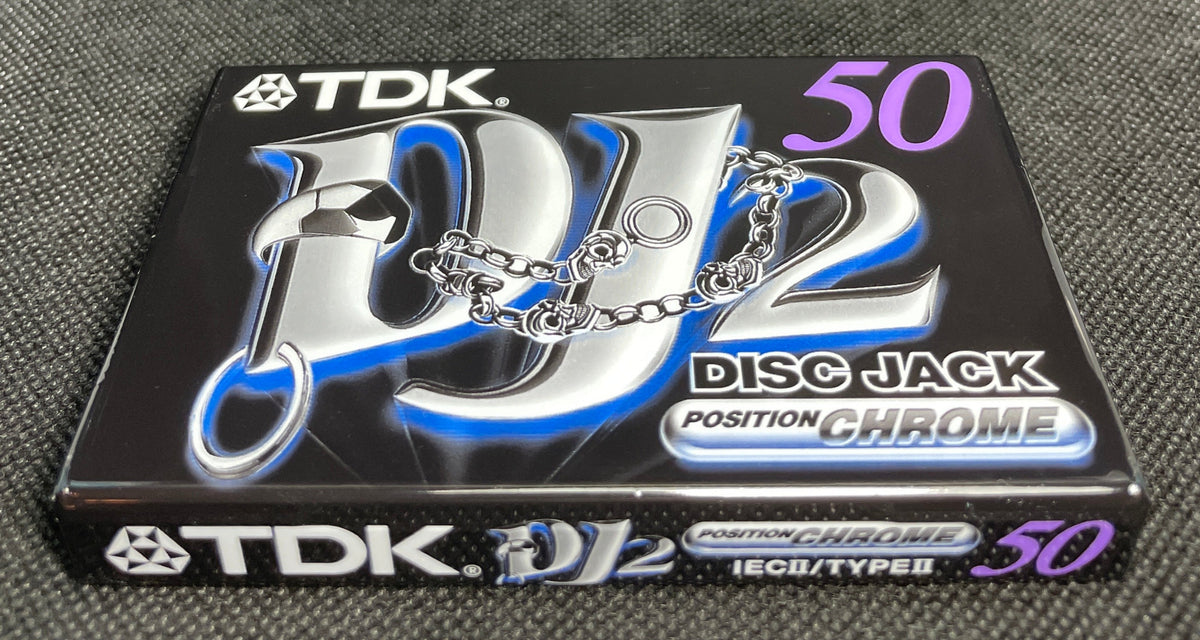 TDK®
50
DJ2
DISC JACK
POSITION CHROME
TDK® DJ2 POSITION CHROME 50
IECII/TYPEII